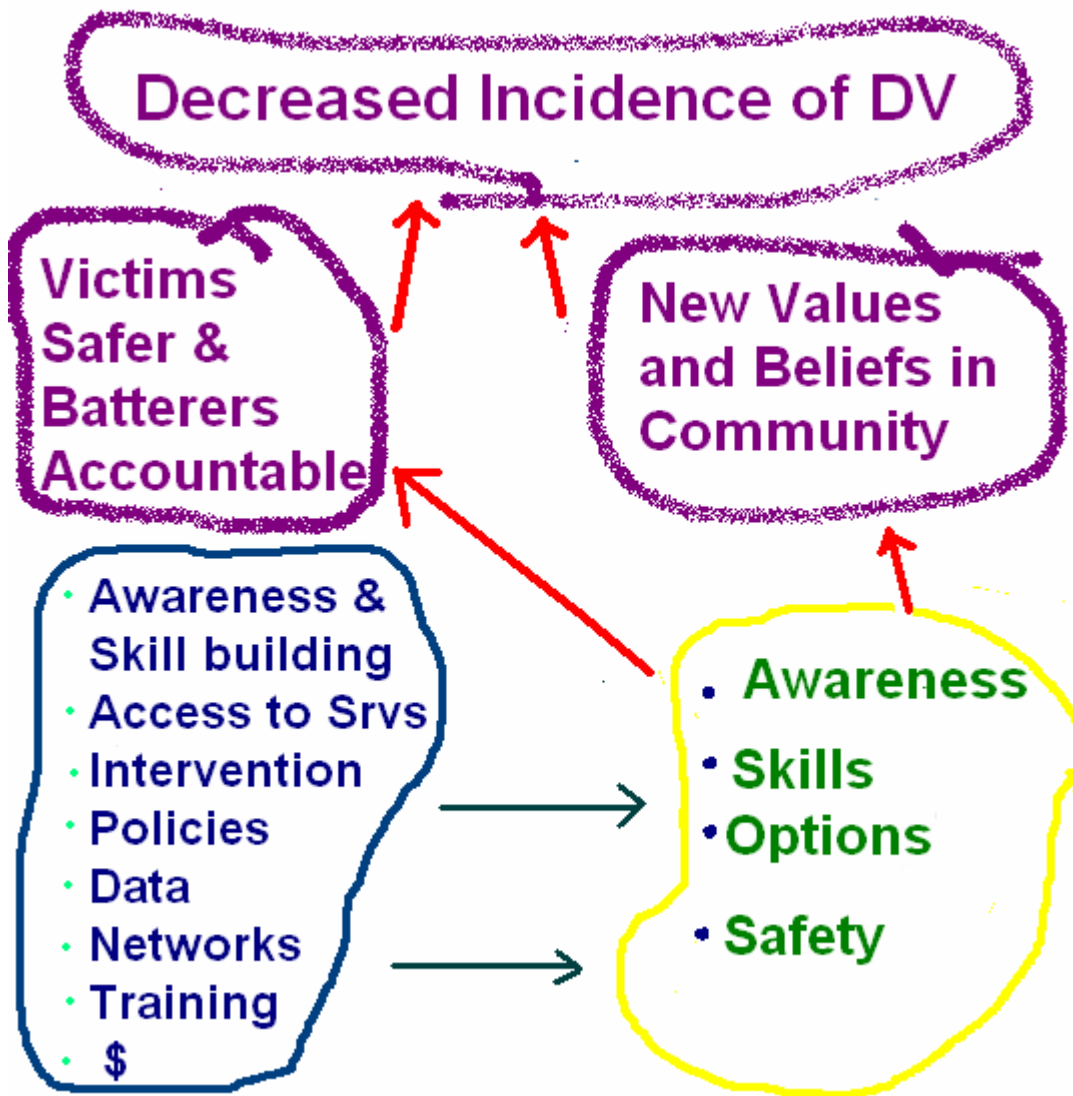 Decreased Incidence of DV
Victims
Safer &
Batterers
Accountable
New Values
and Beliefs in
Community
· Awareness &
Skill building
· Access to Srvs
· Intervention
· Policies
· Data
· Networks
· Training
· $
• Awareness
• Skills
• Options
• Safety